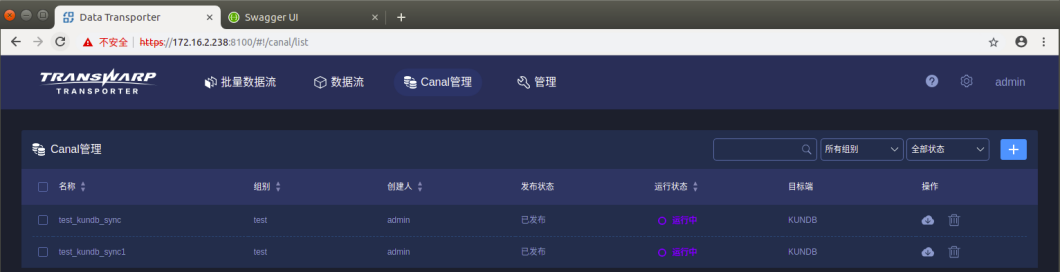 Data Transporter
Swagger UI
不安全 https://172.16.2.238:8100/#!/canal/list
TRANSWARP
TRANSPORTER
批量数据流 数据流 Canal管理 管理 admin
Canal管理 所有组别 全部状态
名称 组别 创建人 发布状态 运行状态 目标端 操作
test_kundb_sync test admin 已发布 运行中 KUNDB
test_kundb_sync1 test admin 已发布 运行中 KUNDB